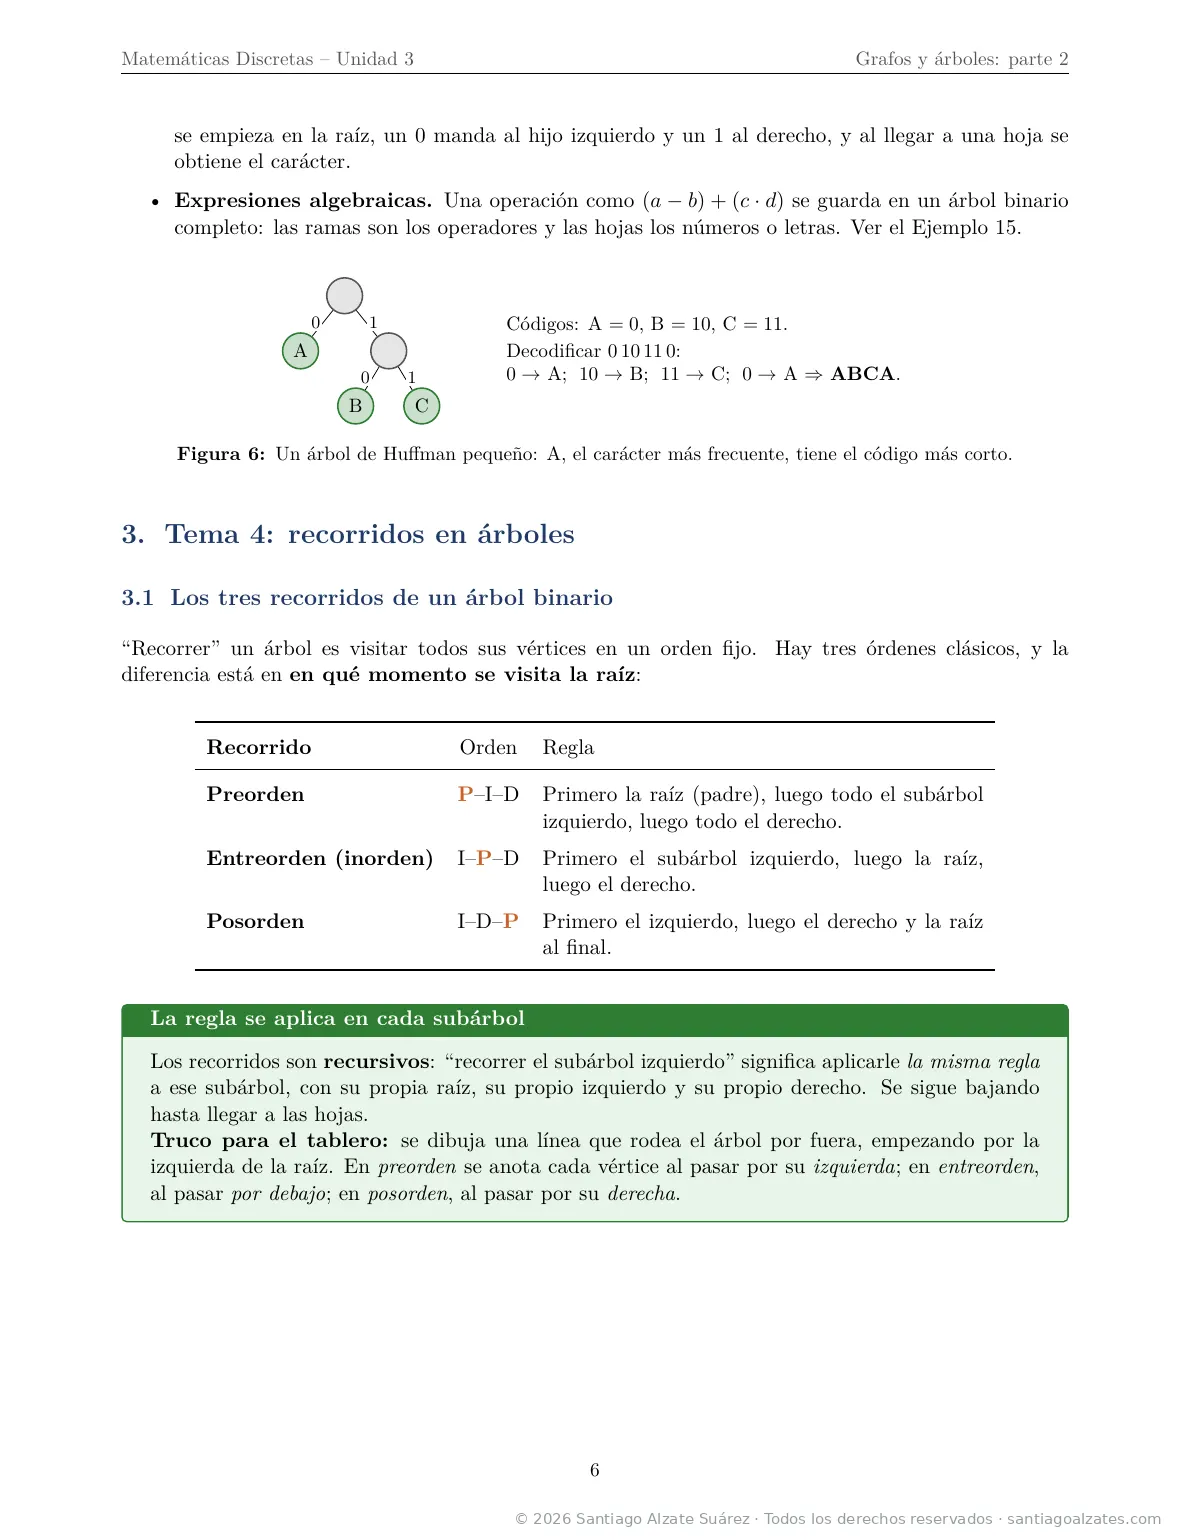 Matemáticas Discretas – Unidad 3
Grafos y árboles: parte 2
se empieza en la raíz, un 0 manda al hijo izquierdo y un 1 al derecho, y al llegar a una hoja se
obtiene el carácter.
• Expresiones algebraicas. Una operación como (a − b) + (c · d) se guarda en un árbol binario
completo: las ramas son los operadores y las hojas los números o letras. Ver el Ejemplo 15.
0 1
A
0 1
B C
Códigos: A = 0, B = 10, C = 11.
Decodificar 0 10 11 0:
0 → A; 10 → B; 11 → C; 0 → A ⇒ ABCA.
Figura 6: Un árbol de Huffman pequeño: A, el carácter más frecuente, tiene el código más corto.
3. Tema 4: recorridos en árboles
3.1 Los tres recorridos de un árbol binario
“Recorrer” un árbol es visitar todos sus vértices en un orden fijo. Hay tres órdenes clásicos, y la
diferencia está en en qué momento se visita la raíz:
Recorrido Orden Regla
Preorden P–I–D Primero la raíz (padre), luego todo el subárbol
izquierdo, luego todo el derecho.
Entreorden (inorden) I–P–D Primero el subárbol izquierdo, luego la raíz,
luego el derecho.
Posorden I–D–P Primero el izquierdo, luego el derecho y la raíz
al final.
La regla se aplica en cada subárbol
Los recorridos son recursivos: “recorrer el subárbol izquierdo” significa aplicarle la misma regla
a ese subárbol, con su propia raíz, su propio izquierdo y su propio derecho. Se sigue bajando
hasta llegar a las hojas.
Truco para el tablero: se dibuja una línea que rodea el árbol por fuera, empezando por la
izquierda de la raíz. En preorden se anota cada vértice al pasar por su izquierda; en entreorden,
al pasar por debajo; en posorden, al pasar por su derecha.
6
© 2026 Santiago Alzate Suárez · Todos los derechos reservados · santiagoalzates.com